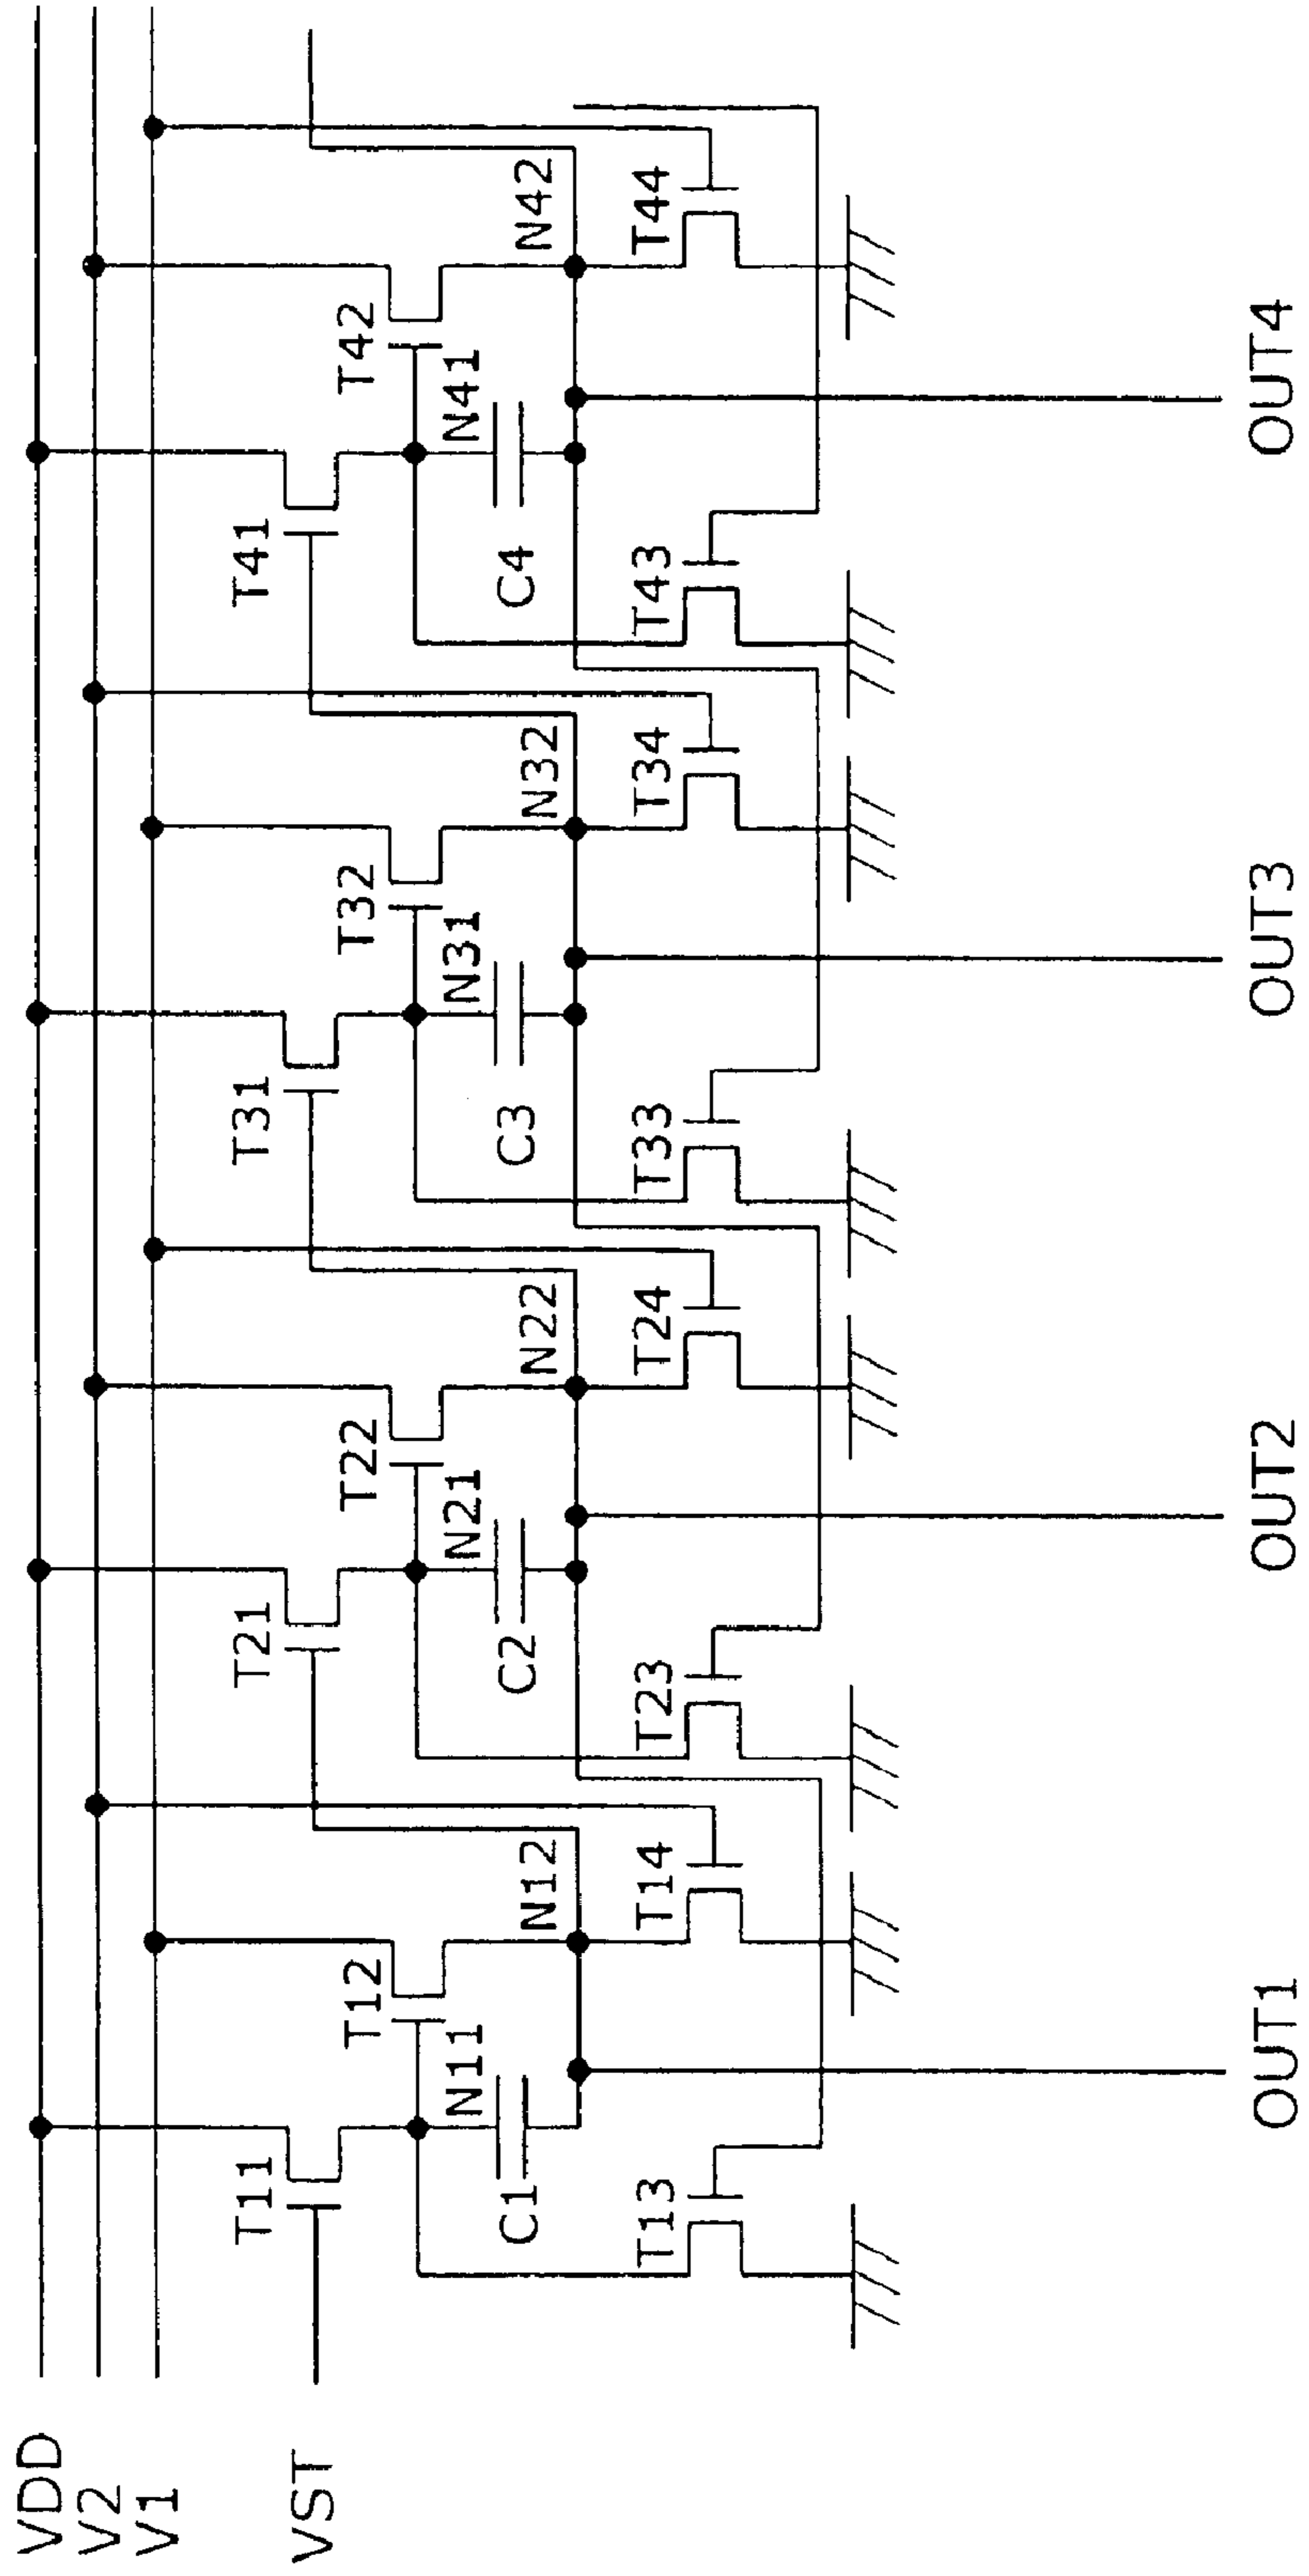 VDD
V2
V1
VST
T11
T12
N11
C1
N12
T13
T14
OUT1
T21
T22
N21
C2
N22
T23
T24
OUT2
T31
T32
N31
C3
N32
T33
T34
OUT3
T41
T42
N41
C4
N42
T43
T44
OUT4